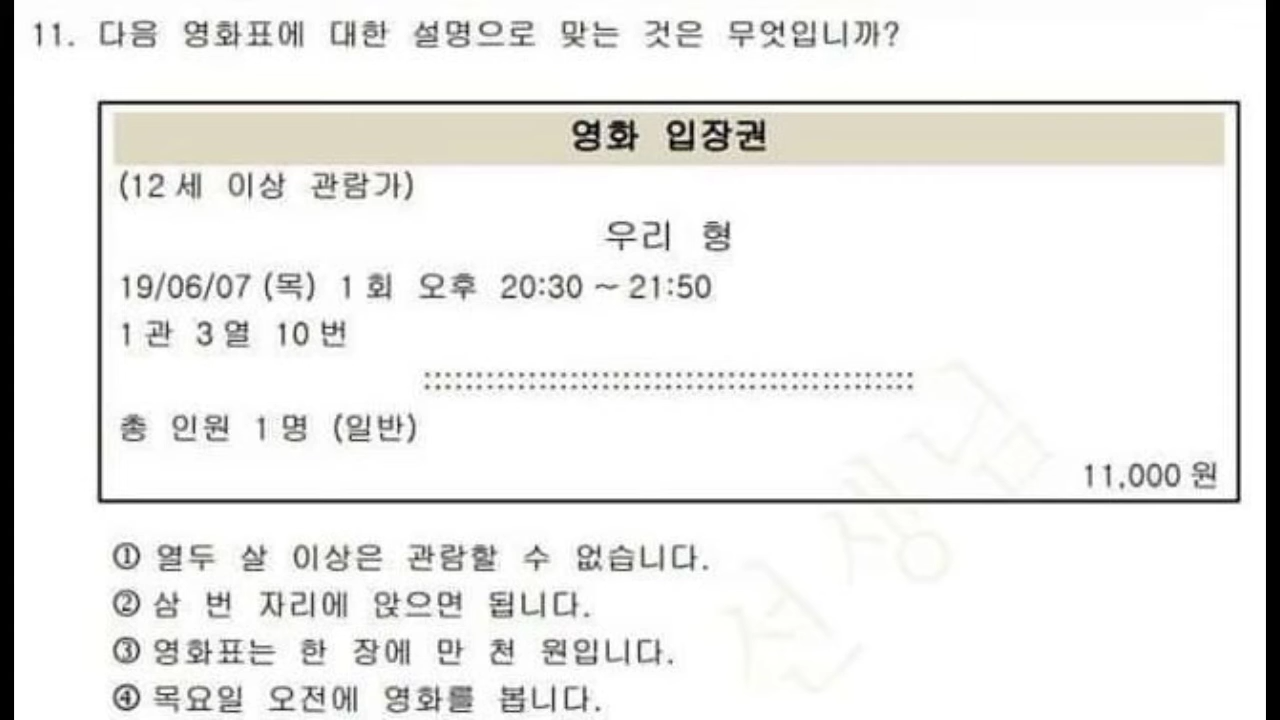 11. 다음 영화표에 대한 설명으로 맞는 것은 무엇입니까?
영화 입장권
(12세 이상 관람가)
우리 형
19/06/07 (목) 1회 오후 20:30 ~ 21:50
1관 3열 10번
총 인원 1명 (일반)
11,000원
① 열두 살 이상은 관람할 수 없습니다.
② 삼 번 자리에 앉으면 됩니다.
③ 영화표는 한 장에 만 천 원입니다.
④ 목요일 오전에 영화를 봅니다.
선생님